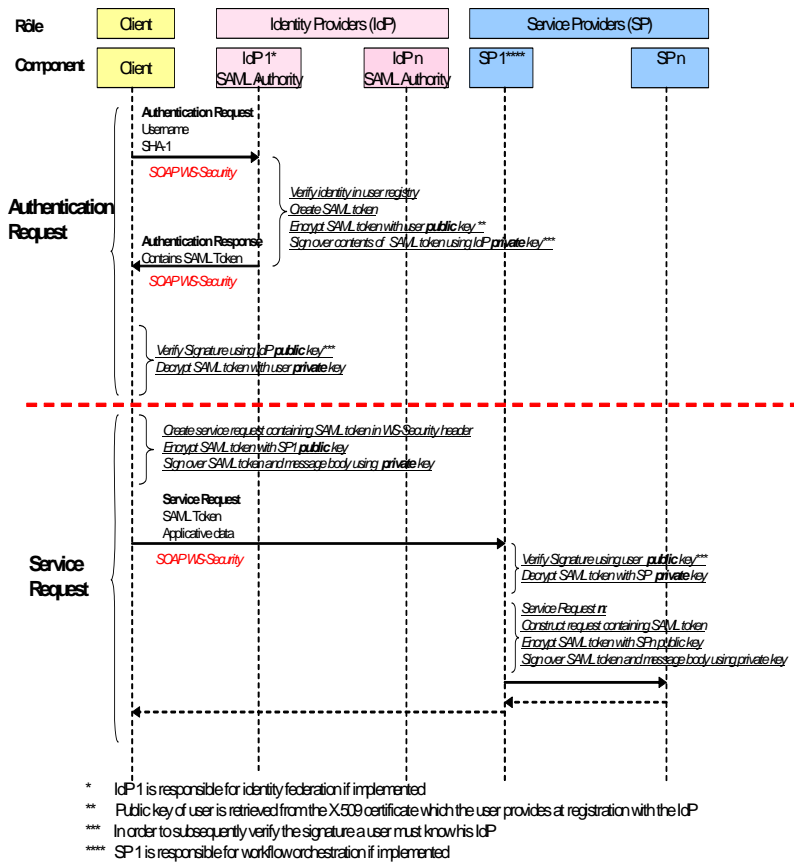 Rôle
Client
Identity Providers (IdP)
Service Providers (SP)
Component
Client
IdP 1*
SAML Authority
IdP n
SAML Authority
SP 1****
SP n
Authentication Request
Username
SHA-1
SOAP WS-Security
Verify identity in user registry
Create SAML token
Encrypt SAML token with user public key **
Sign over contents of SAML token using IdP private key***
Authentication
Request
Authentication Response
Contains SAML Token
SOAP WS-Security
Verify Signature using IdP public key***
Decrypt SAML token with user private key
Create service request containing SAML token in WS-Security header
Encrypt SAML token with SP1 public key
Sign over SAML token and message body using private key
Service Request
SAML Token
Applicative data
SOAP WS-Security
Service
Request
Verify Signature using user public key***
Decrypt SAML token with SP private key
Service Request n:
Construct request containing SAML token
Encrypt SAML token with SPn public key
Sign over SAML token and message body using private key
* IdP 1 is responsible for identity federation if implemented
** Public key of user is retrieved from the X.509 certificate which the user provides at registration with the IdP
*** In order to subsequently verify the signature a user must know his IdP
**** SP 1 is responsible for workflow orchestration if implemented